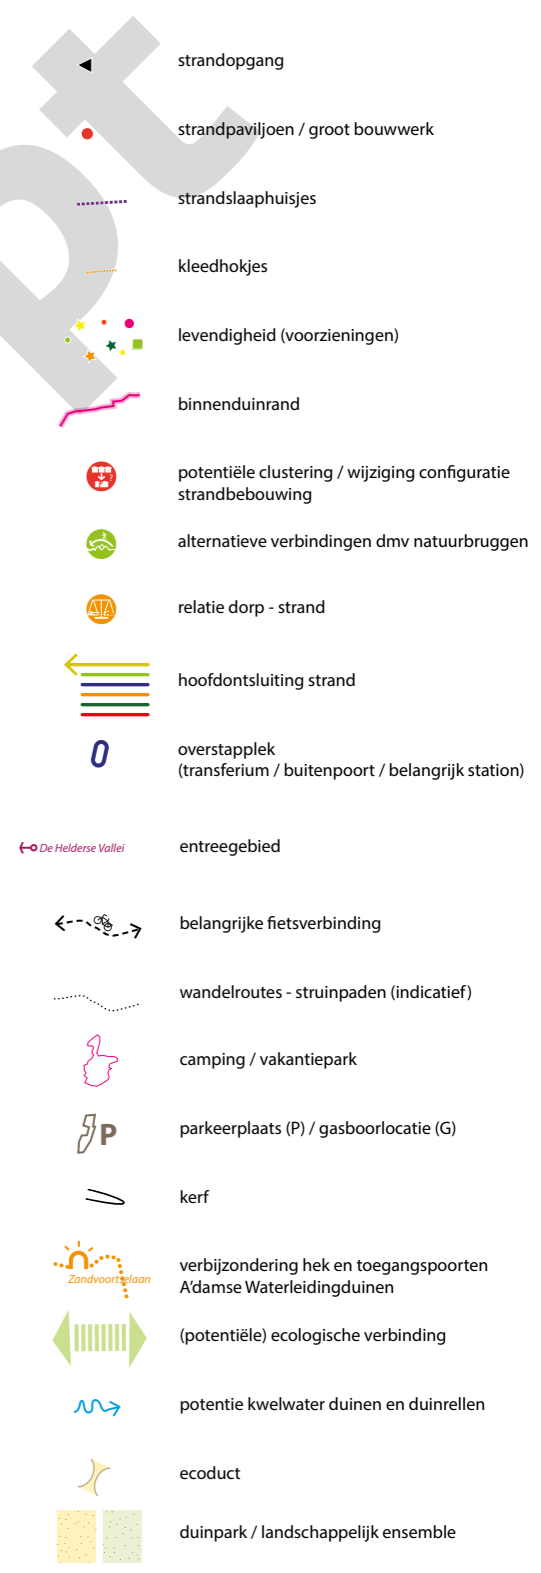 strandopgang
strandpaviljoen / groot bouwwerk
strandslaaphuisjes
kleedhokjes
levendigheid (voorzieningen)
binnenduinrand
potentiële clustering / wijziging configuratie
strandbebouwing
alternatieve verbindingen dmv natuurbruggen
relatie dorp - strand
hoofdontsluiting strand
overstapplek
(transferium / buitenpoort / belangrijk station)
De Helderse Vallei entreegebied
belangrijke fietsverbinding
wandelroutes - struinpaden (indicatief)
camping / vakantiepark
P parkeerplaats (P) / gasboorlocatie (G)
kerf
verbijzondering hek en toegangspoorten
Zandvoortselaan A'damse Waterleidingduinen
(potentiële) ecologische verbinding
potentie kwelwater duinen en duinrellen
ecoduct
duinpark / landschappelijk ensemble